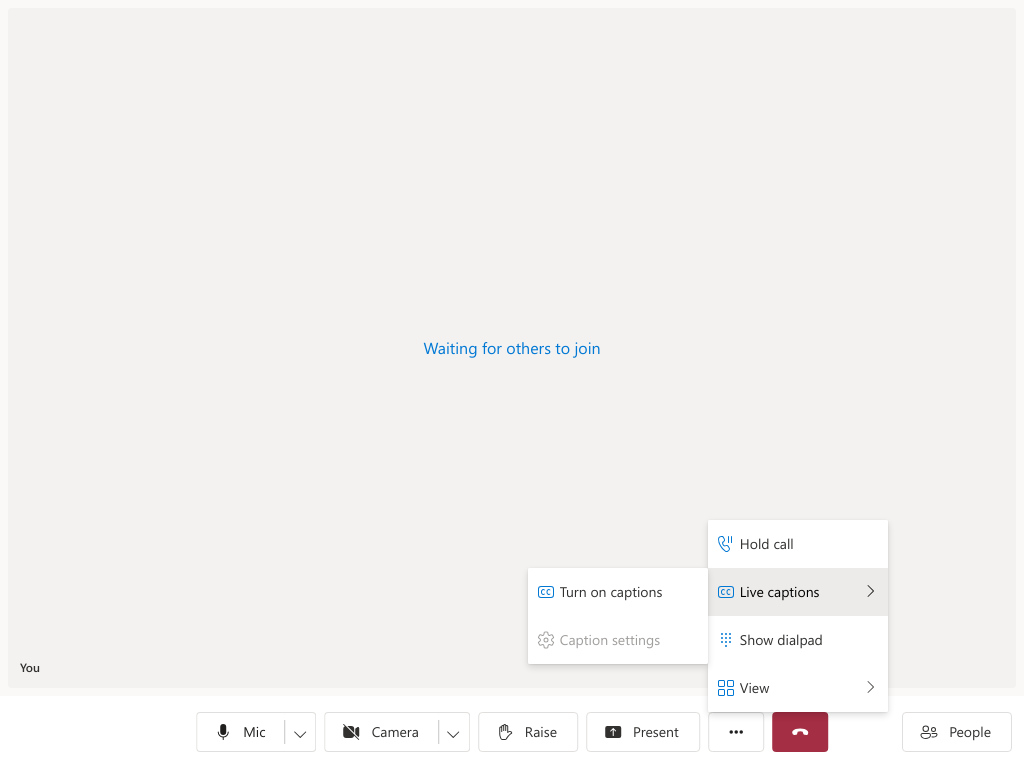 Waiting for others to join
Hold call
Turn on captions
Live captions
Caption settings
Show dialpad
You
View
Mic
Camera
Raise
Present
People